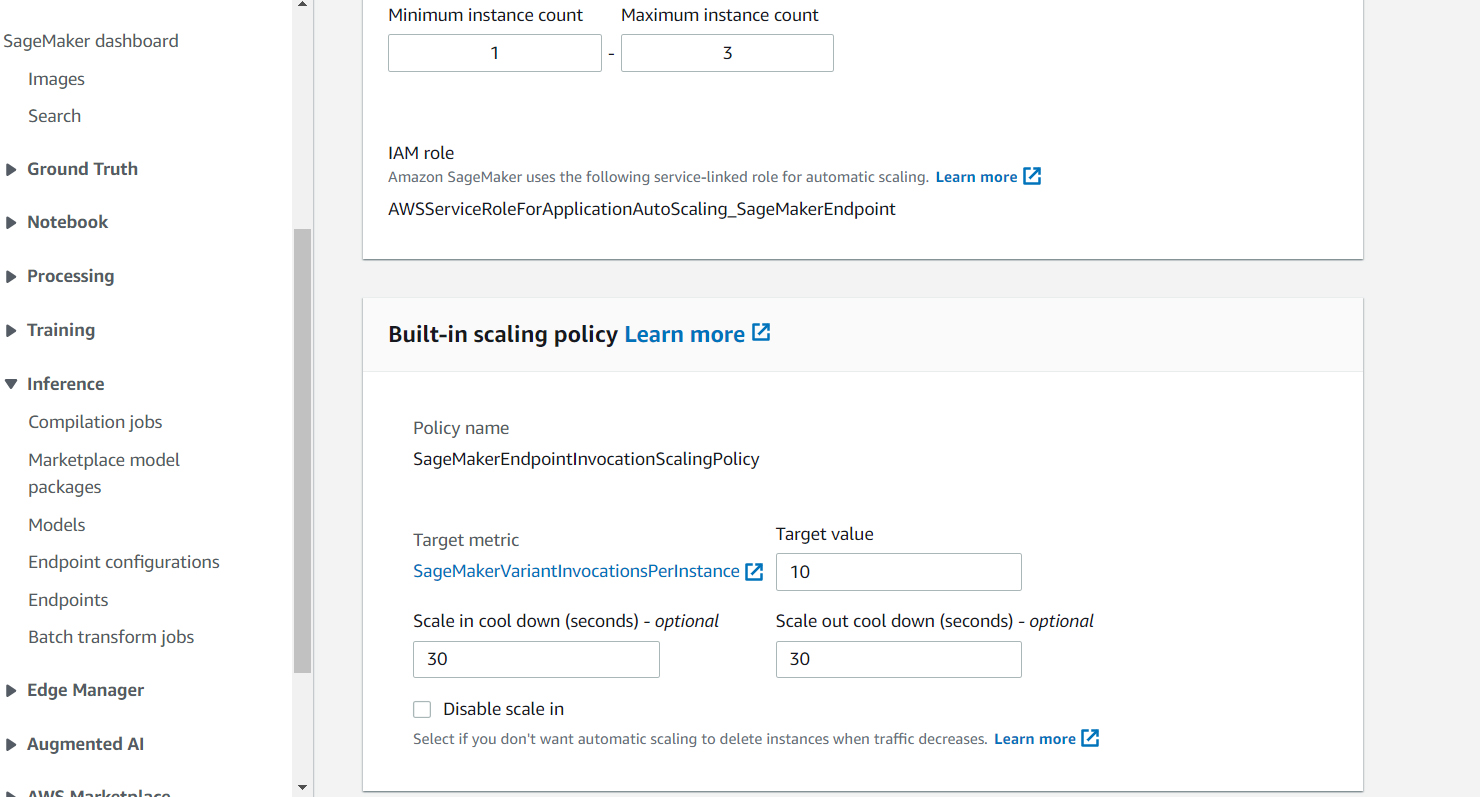 SageMaker dashboard
Images
Search
Ground Truth
Notebook
Processing
Training
Inference
Compilation jobs
Marketplace model
packages
Models
Endpoint configurations
Endpoints
Batch transform jobs
Edge Manager
Augmented AI
AWS Marketplace
Minimum instance count Maximum instance count
1 - 3
IAM role
Amazon SageMaker uses the following service-linked role for automatic scaling. Learn more
AWSServiceRoleForApplicationAutoScaling_SageMakerEndpoint
Built-in scaling policy Learn more
Policy name
SageMakerEndpointInvocationScalingPolicy
Target metric Target value
SageMakerVariantInvocationsPerInstance 10
Scale in cool down (seconds) - optional Scale out cool down (seconds) - optional
30 30
Disable scale in
Select if you don't want automatic scaling to delete instances when traffic decreases. Learn more